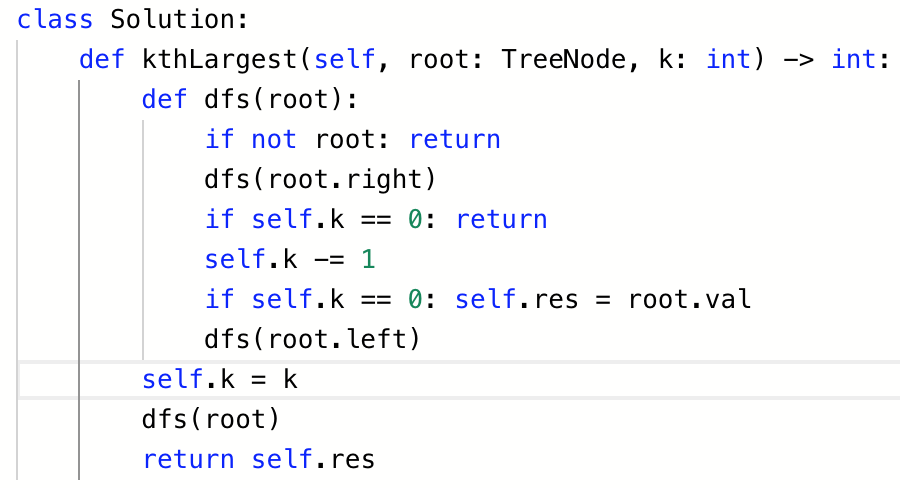 class Solution:
    def kthLargest(self, root: TreeNode, k: int) -> int:
        def dfs(root):
            if not root: return
            dfs(root.right)
            if self.k == 0: return
            self.k -= 1
            if self.k == 0: self.res = root.val
            dfs(root.left)
        self.k = k
        dfs(root)
        return self.res